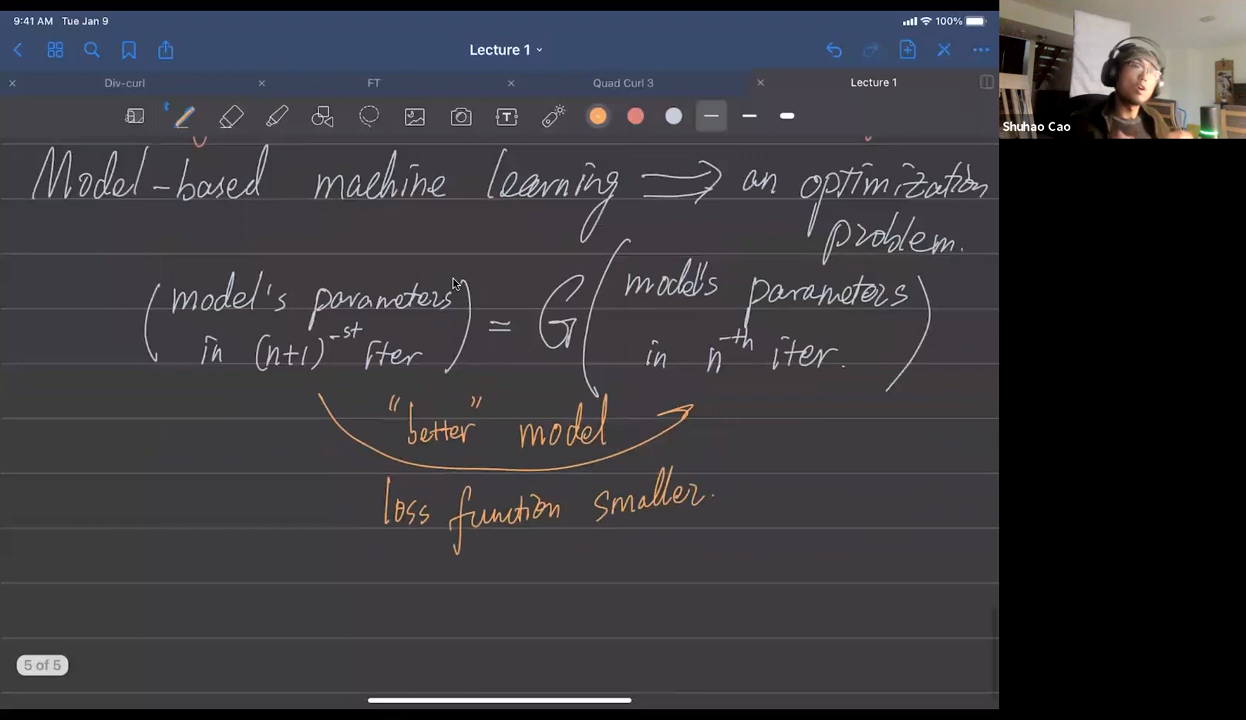 9:41 AM Tue Jan 9
100%
Lecture 1
Div-curl
FT
Quad Curl 3
Lecture 1
Shuhao Cao
Model-based machine learning ⟹ an optimization
problem.
(model's parameters in (n+1)-st iter) = G(model's parameters in n-th iter.)
"better" model
loss function smaller.
5 of 5